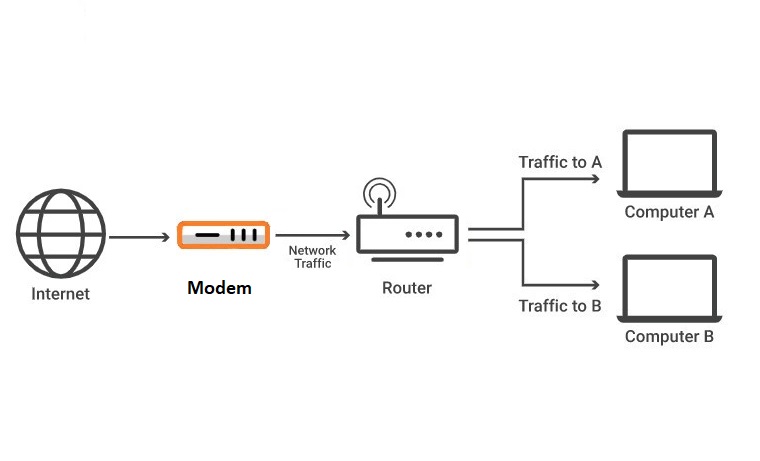 Internet
Modem
Network
Traffic
Router
Traffic to A
Computer A
Traffic to B
Computer B